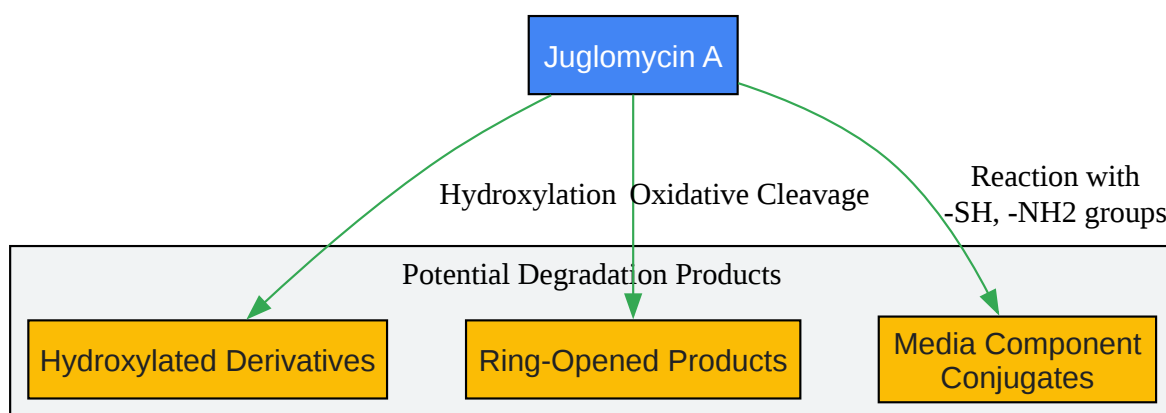 Juglomycin A
Hydroxylation
Oxidative Cleavage
Reaction with
-SH, -NH2 groups
Potential Degradation Products
Hydroxylated Derivatives
Ring-Opened Products
Media Component
Conjugates